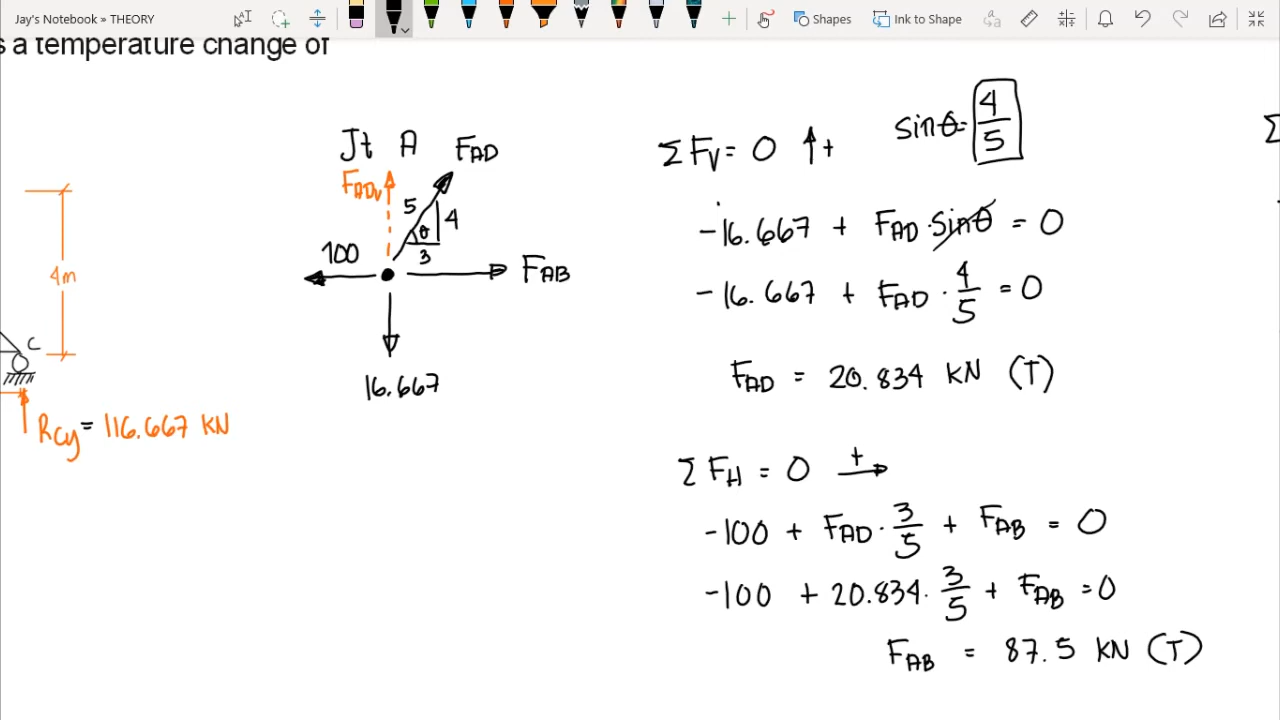 Jay's Notebook » THEORY
Shapes
Ink to Shape
s a temperature change of
4m
C
RCy = 116.667 KN
Jt A
FAD
FADV
5
4
θ
3
100
FAB
16.667
ΣFV = 0 ↑+
sinθ = 4/5
Σ
-16.667 + FAD · sinθ = 0
-16.667 + FAD · 4/5 = 0
FAD = 20.834 KN (T)
ΣFH = 0 +→
-100 + FAD · 3/5 + FAB = 0
-100 + 20.834 · 3/5 + FAB = 0
FAB = 87.5 KN (T)